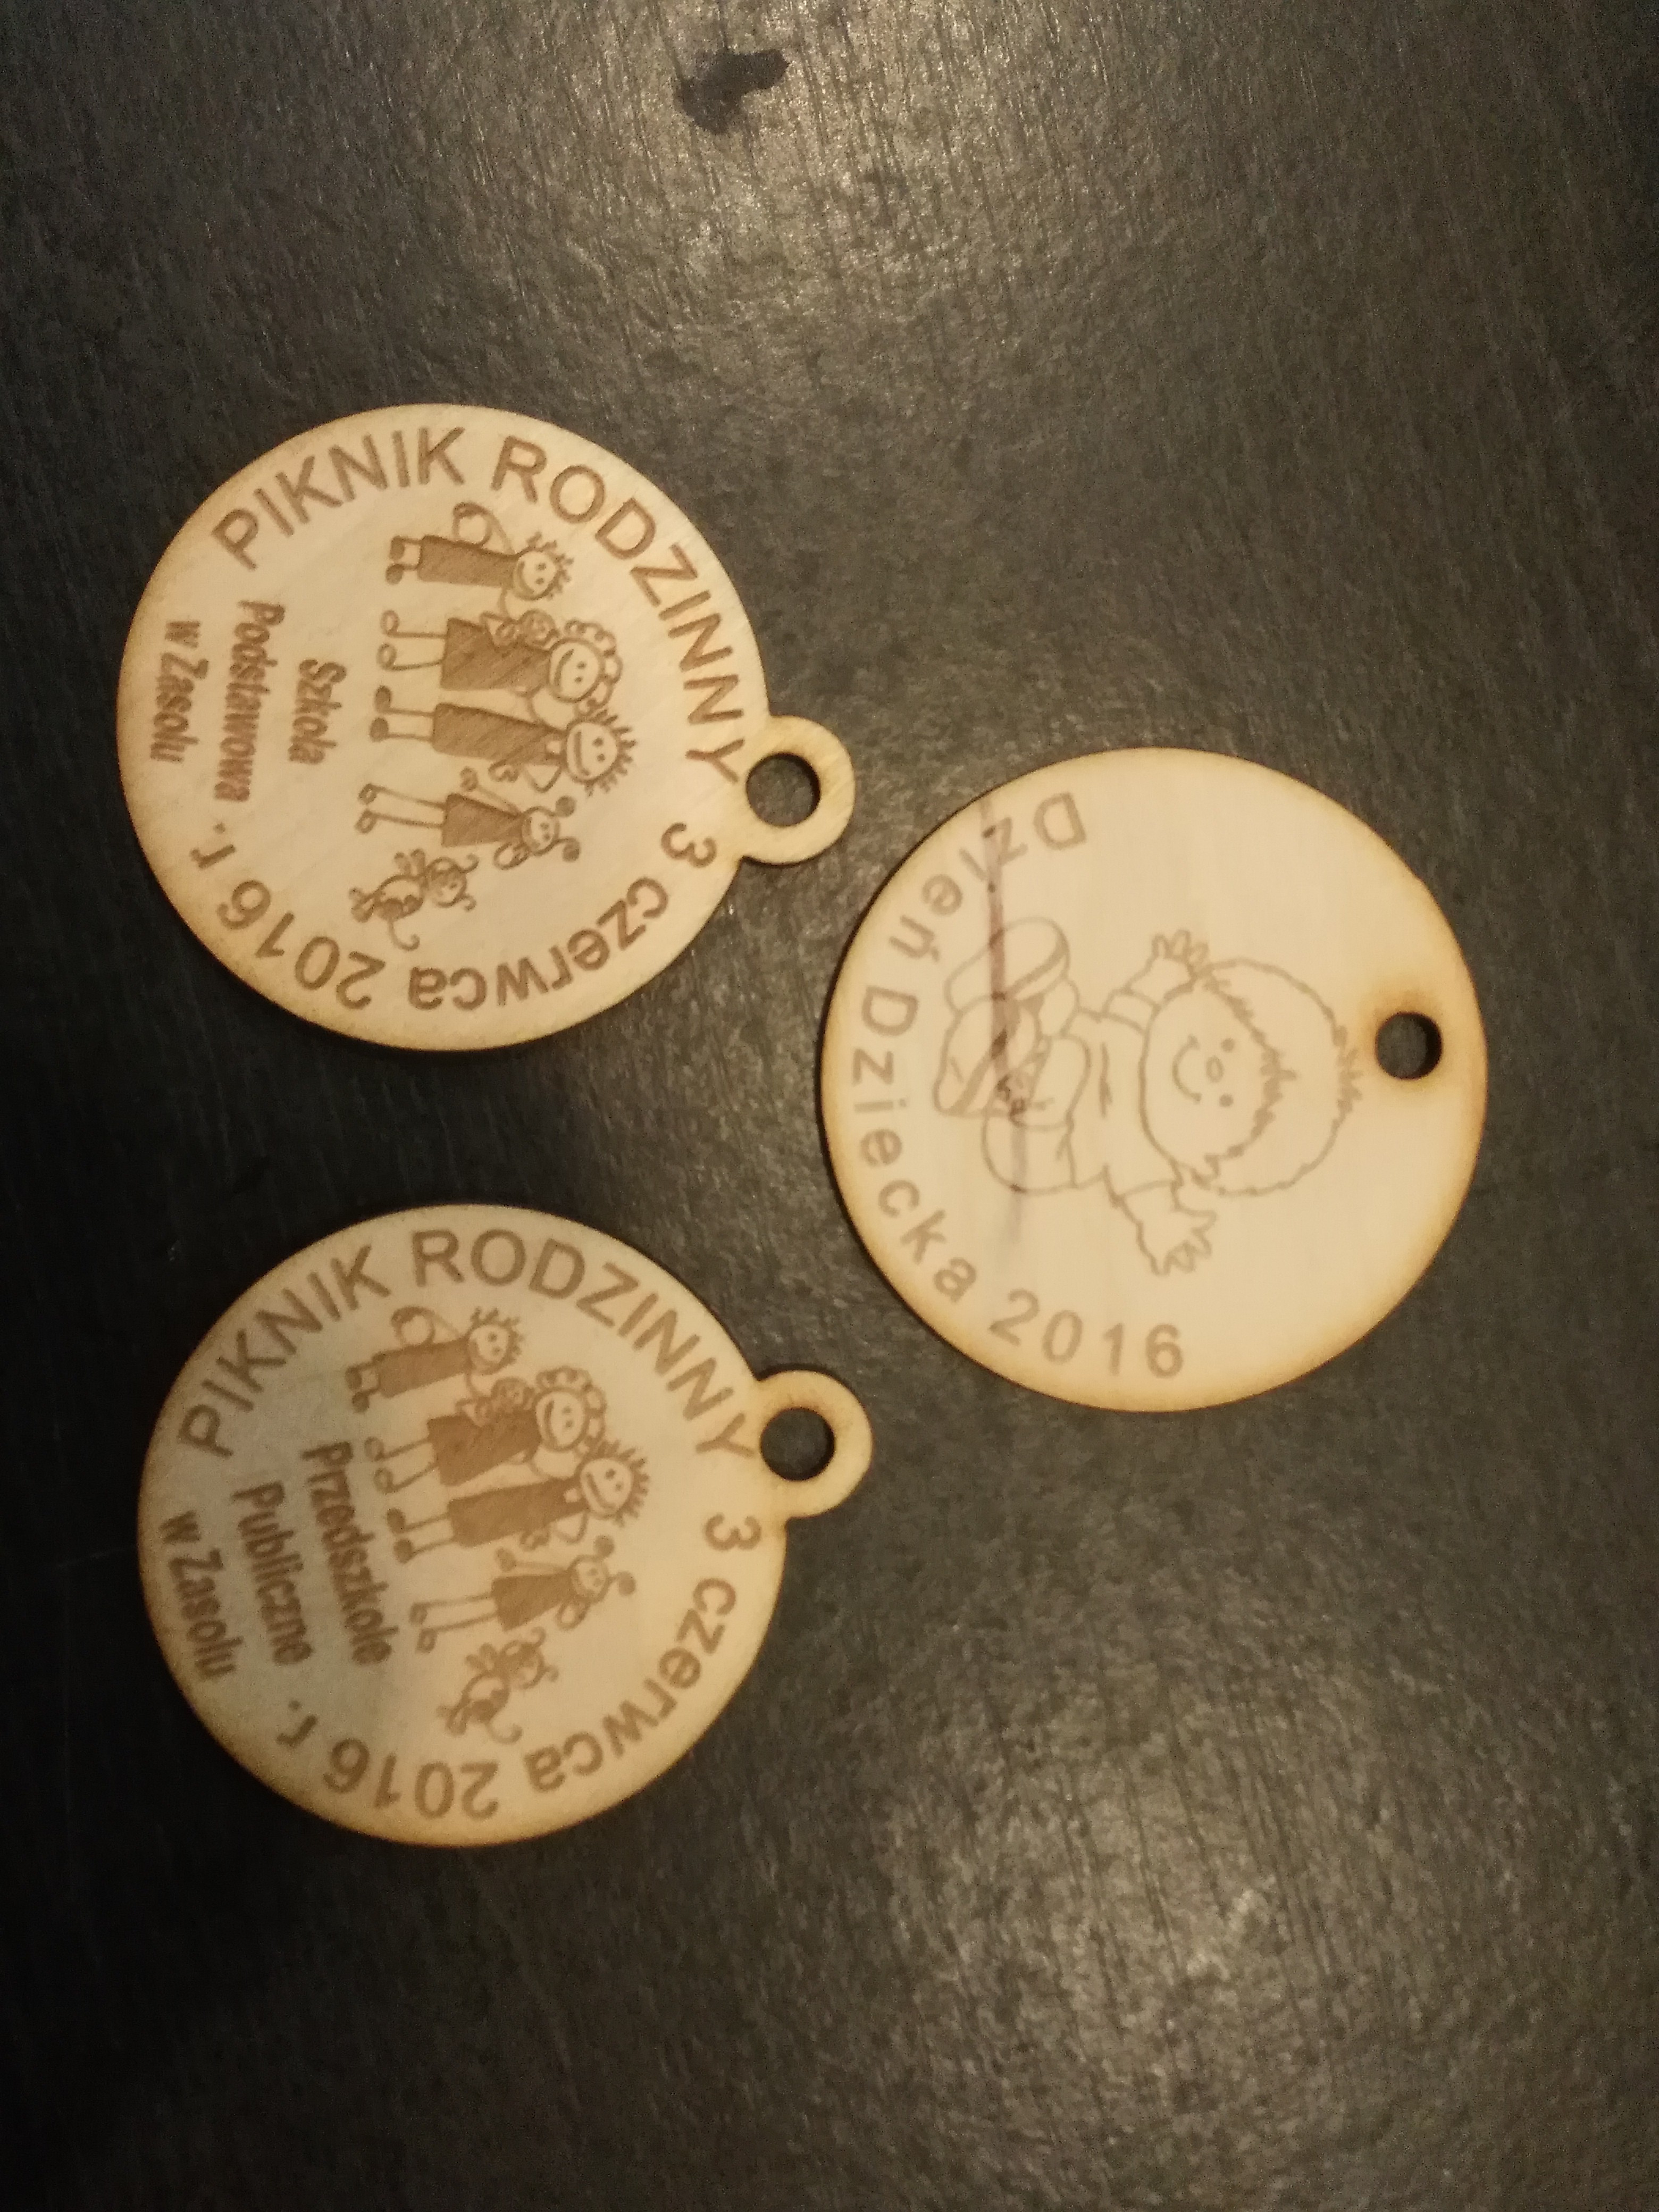 PIKNIK RODZINNY 3 czerwca 2016 r.
Szkoła
Podstawowa
w Zasolu
Dzień Dziecka 2016
PIKNIK RODZINNY 3 czerwca 2016 r.
Przedszkole
Publiczne
w Zasolu